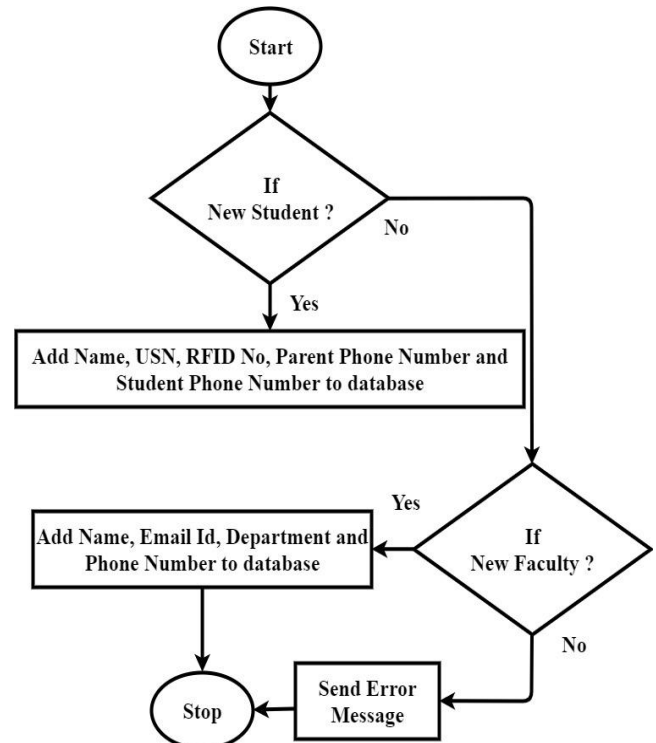 Start
If
New Student ?
No
Yes
Add Name, USN, RFID No, Parent Phone Number and
Student Phone Number to database
Yes
Add Name, Email Id, Department and
Phone Number to database
If
New Faculty ?
No
Send Error
Message
Stop